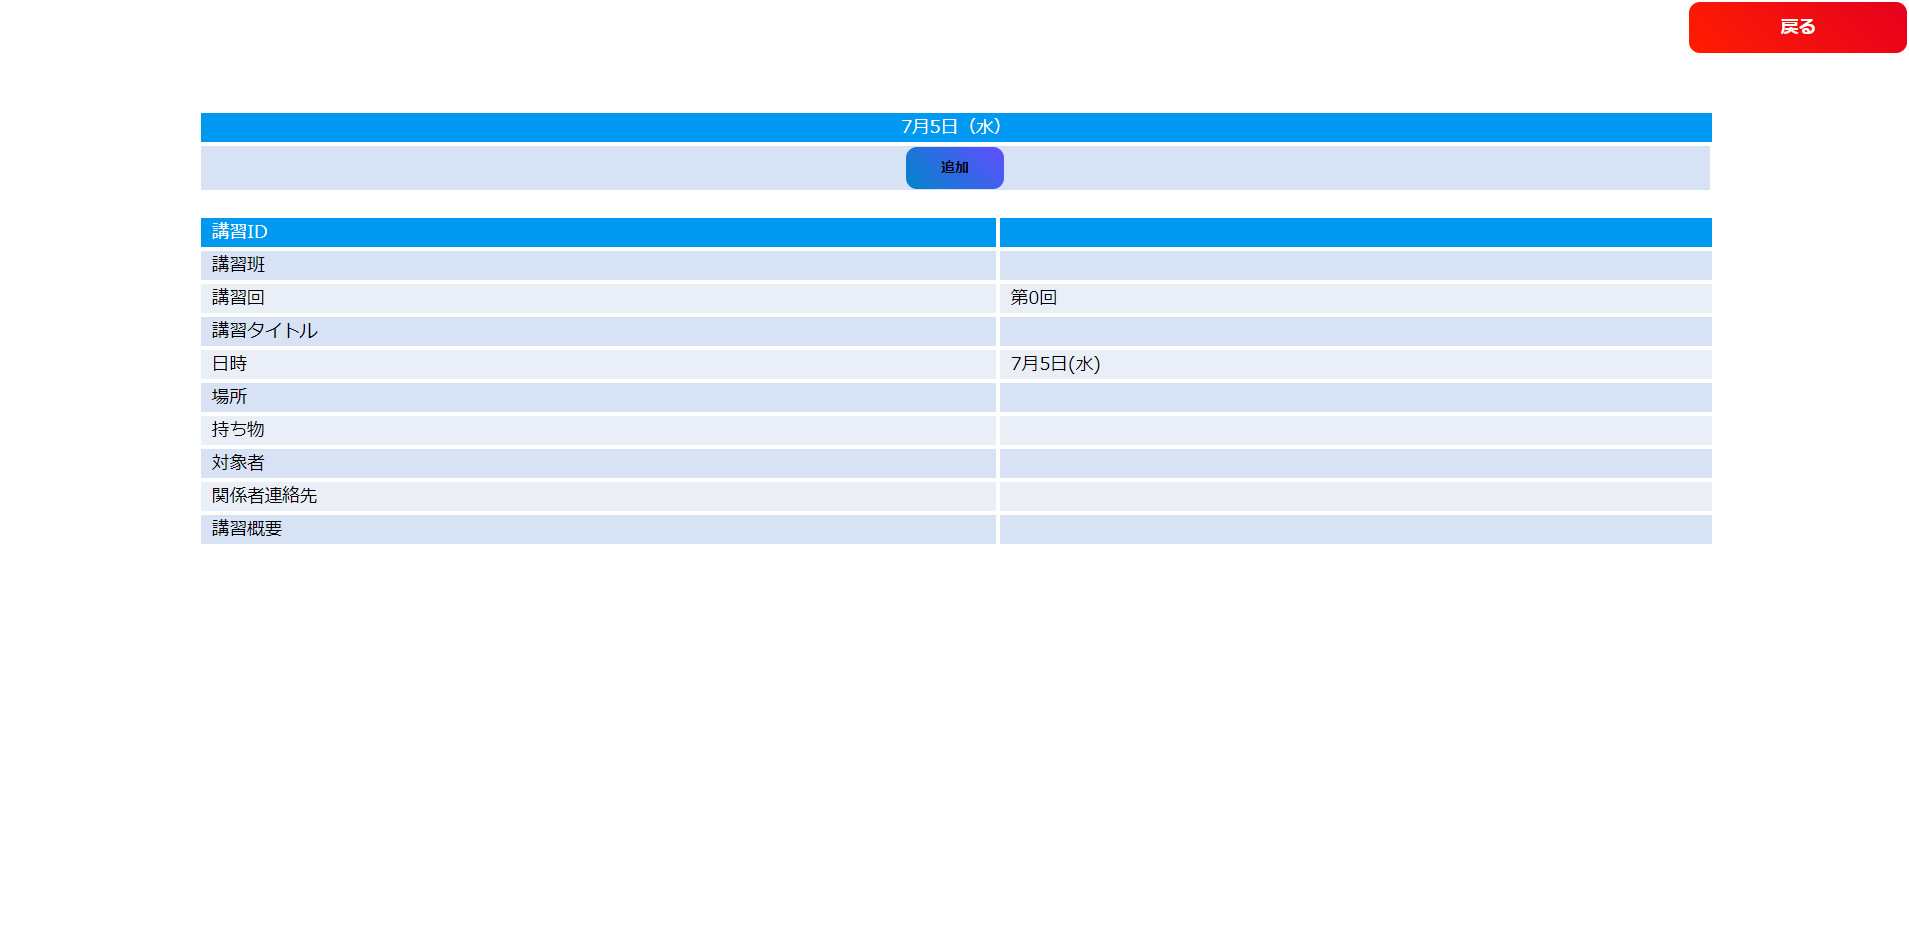 戻る
7月5日（水）
追加
講習ID
講習班
講習回 第0回
講習タイトル
日時 7月5日(水)
場所
持ち物
対象者
関係者連絡先
講習概要